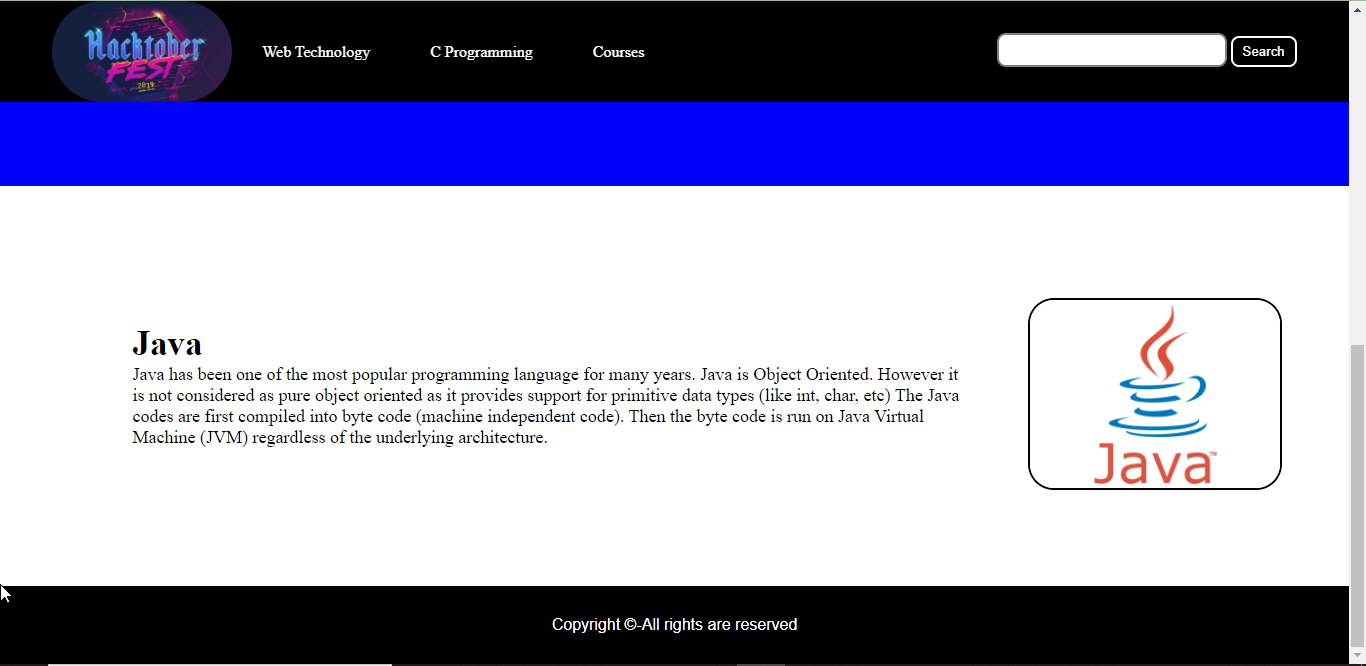 Hacktober
FEST
2019
Web Technology
C Programming
Courses
Search
Java
Java has been one of the most popular programming language for many years. Java is Object Oriented. However it
is not considered as pure object oriented as it provides support for primitive data types (like int, char, etc) The Java
codes are first compiled into byte code (machine independent code). Then the byte code is run on Java Virtual
Machine (JVM) regardless of the underlying architecture.
Java™
Copyright ©-All rights are reserved